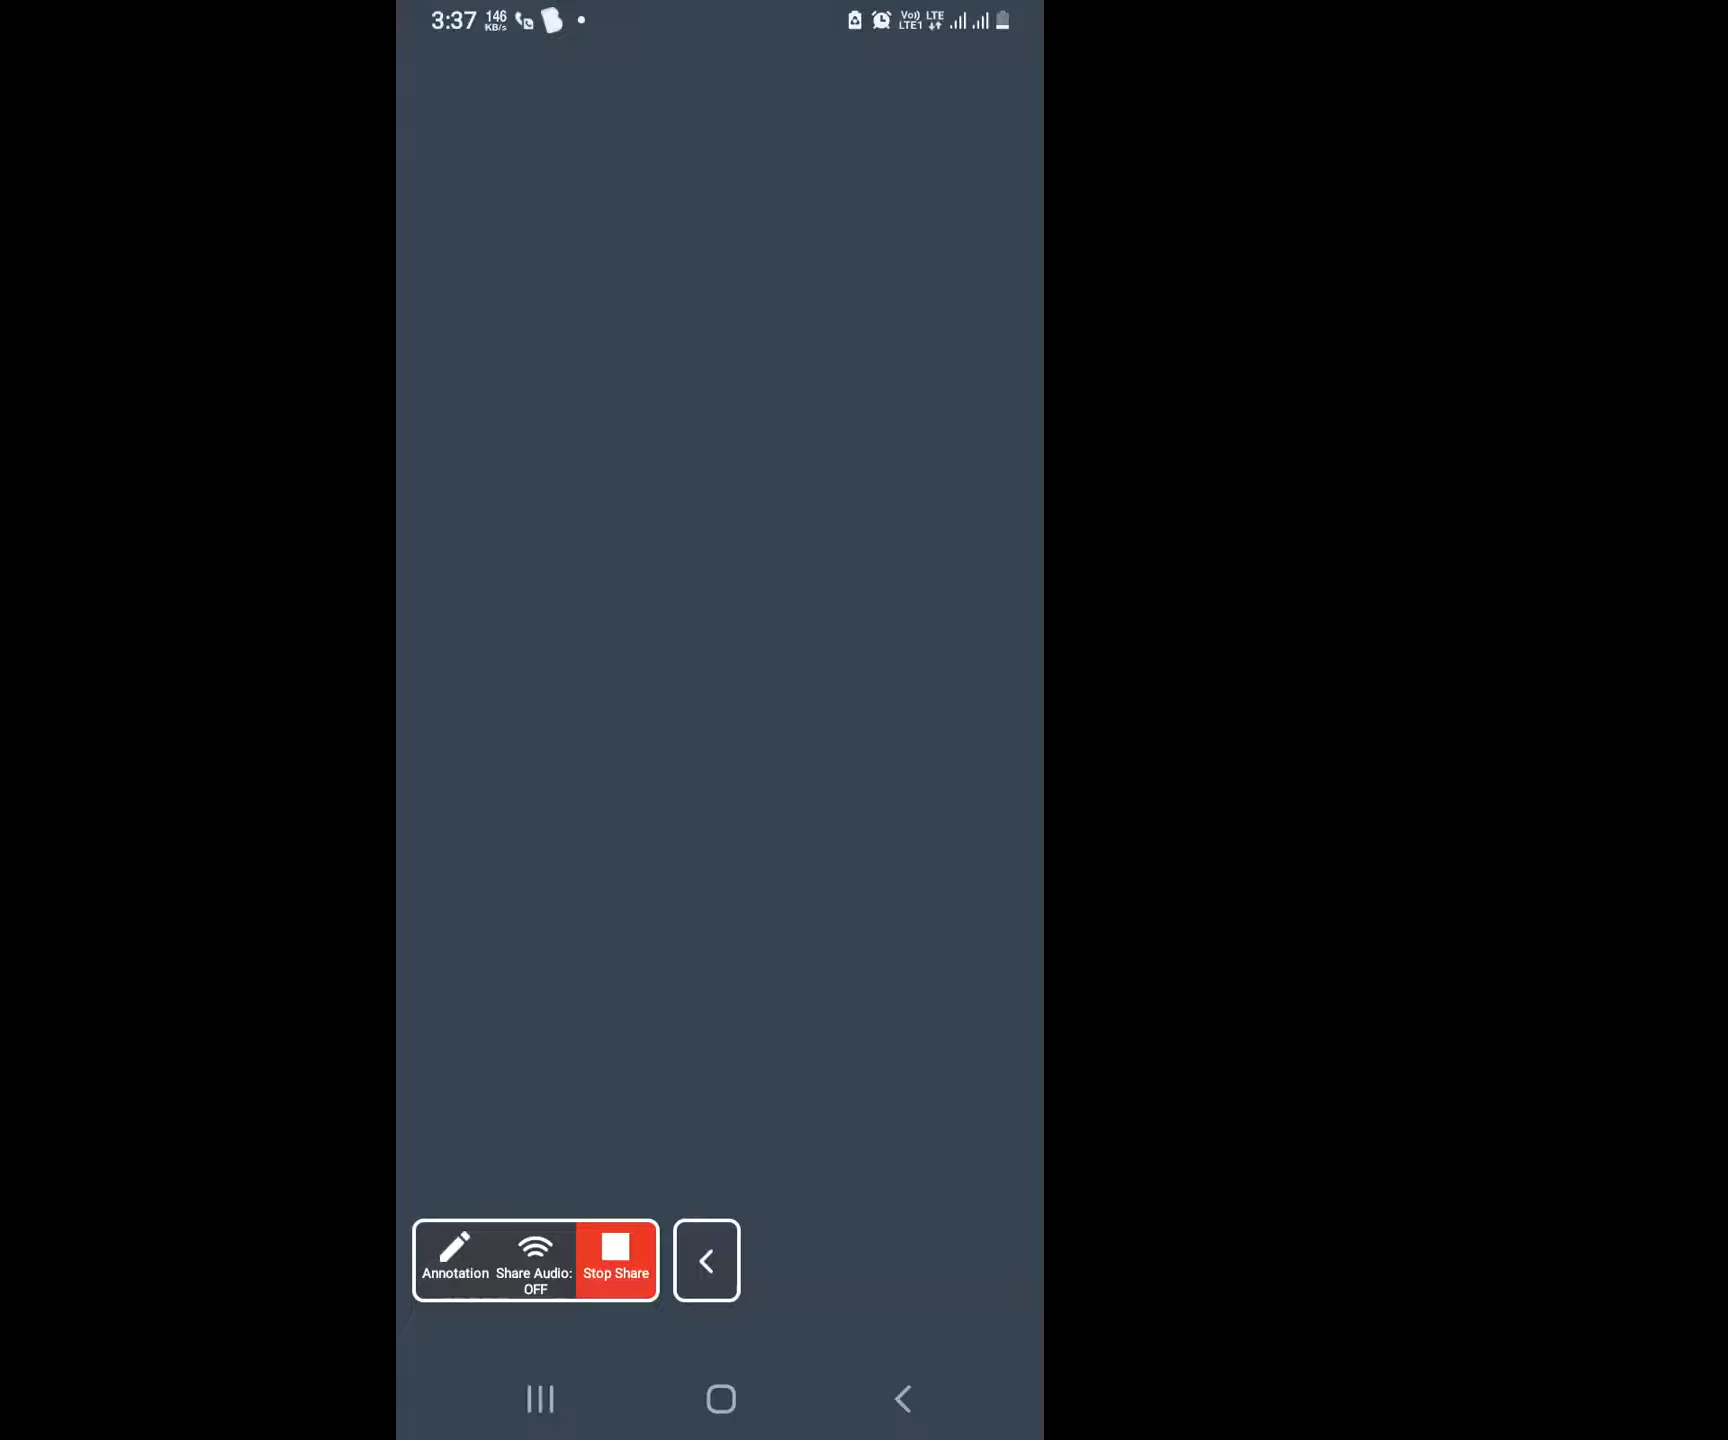 3:37 146 KB/s Vo)) LTE1 LTE
Annotation Share Audio: OFF Stop Share